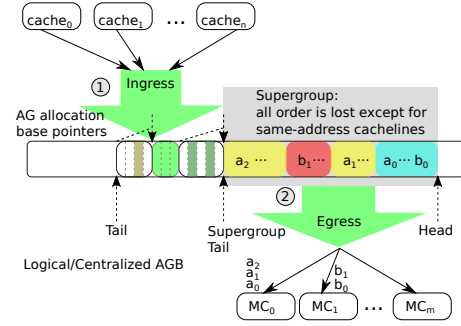 cache0 cache1 ... cachen
1 Ingress
Supergroup:
all order is lost except for
same-address cachelines
AG allocation
base pointers
a2 ... b1... a1... a0... b0
2
Egress
Tail
Supergroup
Tail
Head
Logical/Centralized AGB
a2
a1
a0
b1
b0
MC0 MC1 ... MCm